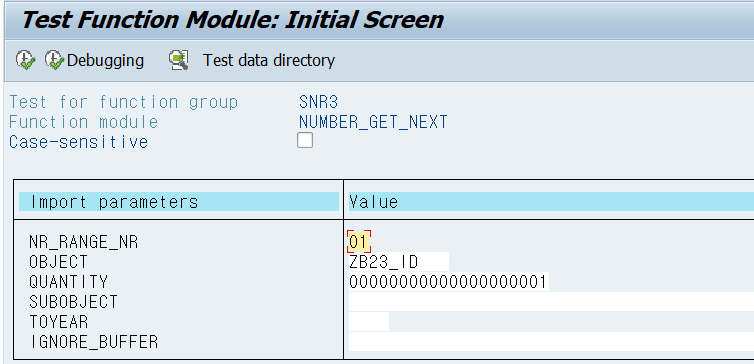 Test Function Module: Initial Screen
Debugging Test data directory
Test for function group SNR3
Function module NUMBER_GET_NEXT
Case-sensitive
Import parameters Value
NR_RANGE_NR 01
OBJECT ZB23_ID
QUANTITY 00000000000000000001
SUBOBJECT
TOYEAR
IGNORE_BUFFER